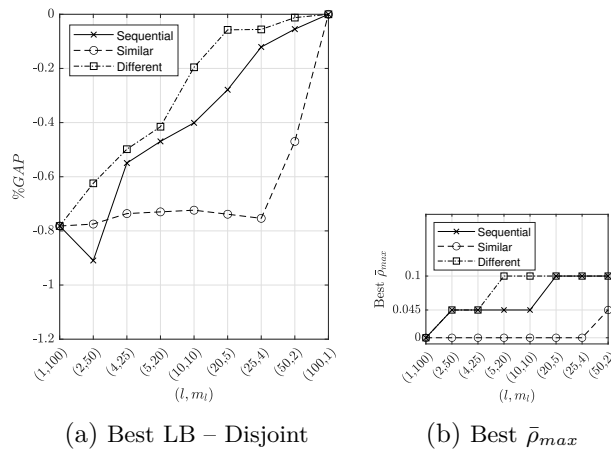 0
-0.2
-0.4
-0.6
-0.8
-1
-1.2
%GAP
Sequential
Similar
Different
(1,100)
(2,50)
(4,25)
(5,20)
(10,10)
(20,5)
(25,4)
(50,2)
(100,1)
(l, m_l)
(a) Best LB – Disjoint
Sequential
Similar
Different
0.1
0.045
0
Best ρ̄_max
(1,100)
(2,50)
(4,25)
(5,20)
(10,10)
(20,5)
(25,4)
(50,2)
(l, m_l)
(b) Best ρ̄_max